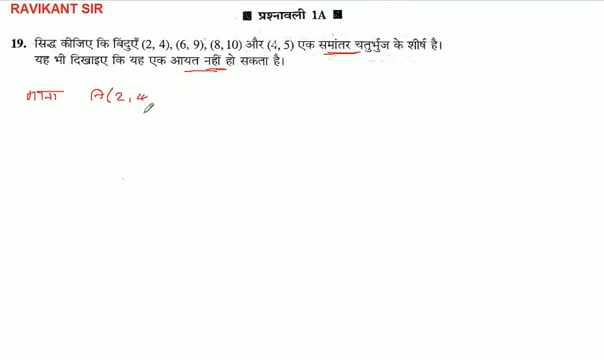 RAVIKANT SIR
प्रश्नावली 1A
19. सिद्ध कीजिए कि बिंदुएँ (2, 4), (6, 9), (8, 10) और (4, 5) एक समांतर चतुर्भुज के शीर्ष है।
यह भी दिखाइए कि यह एक आयत नहीं हो सकता है।
माना (2, 4